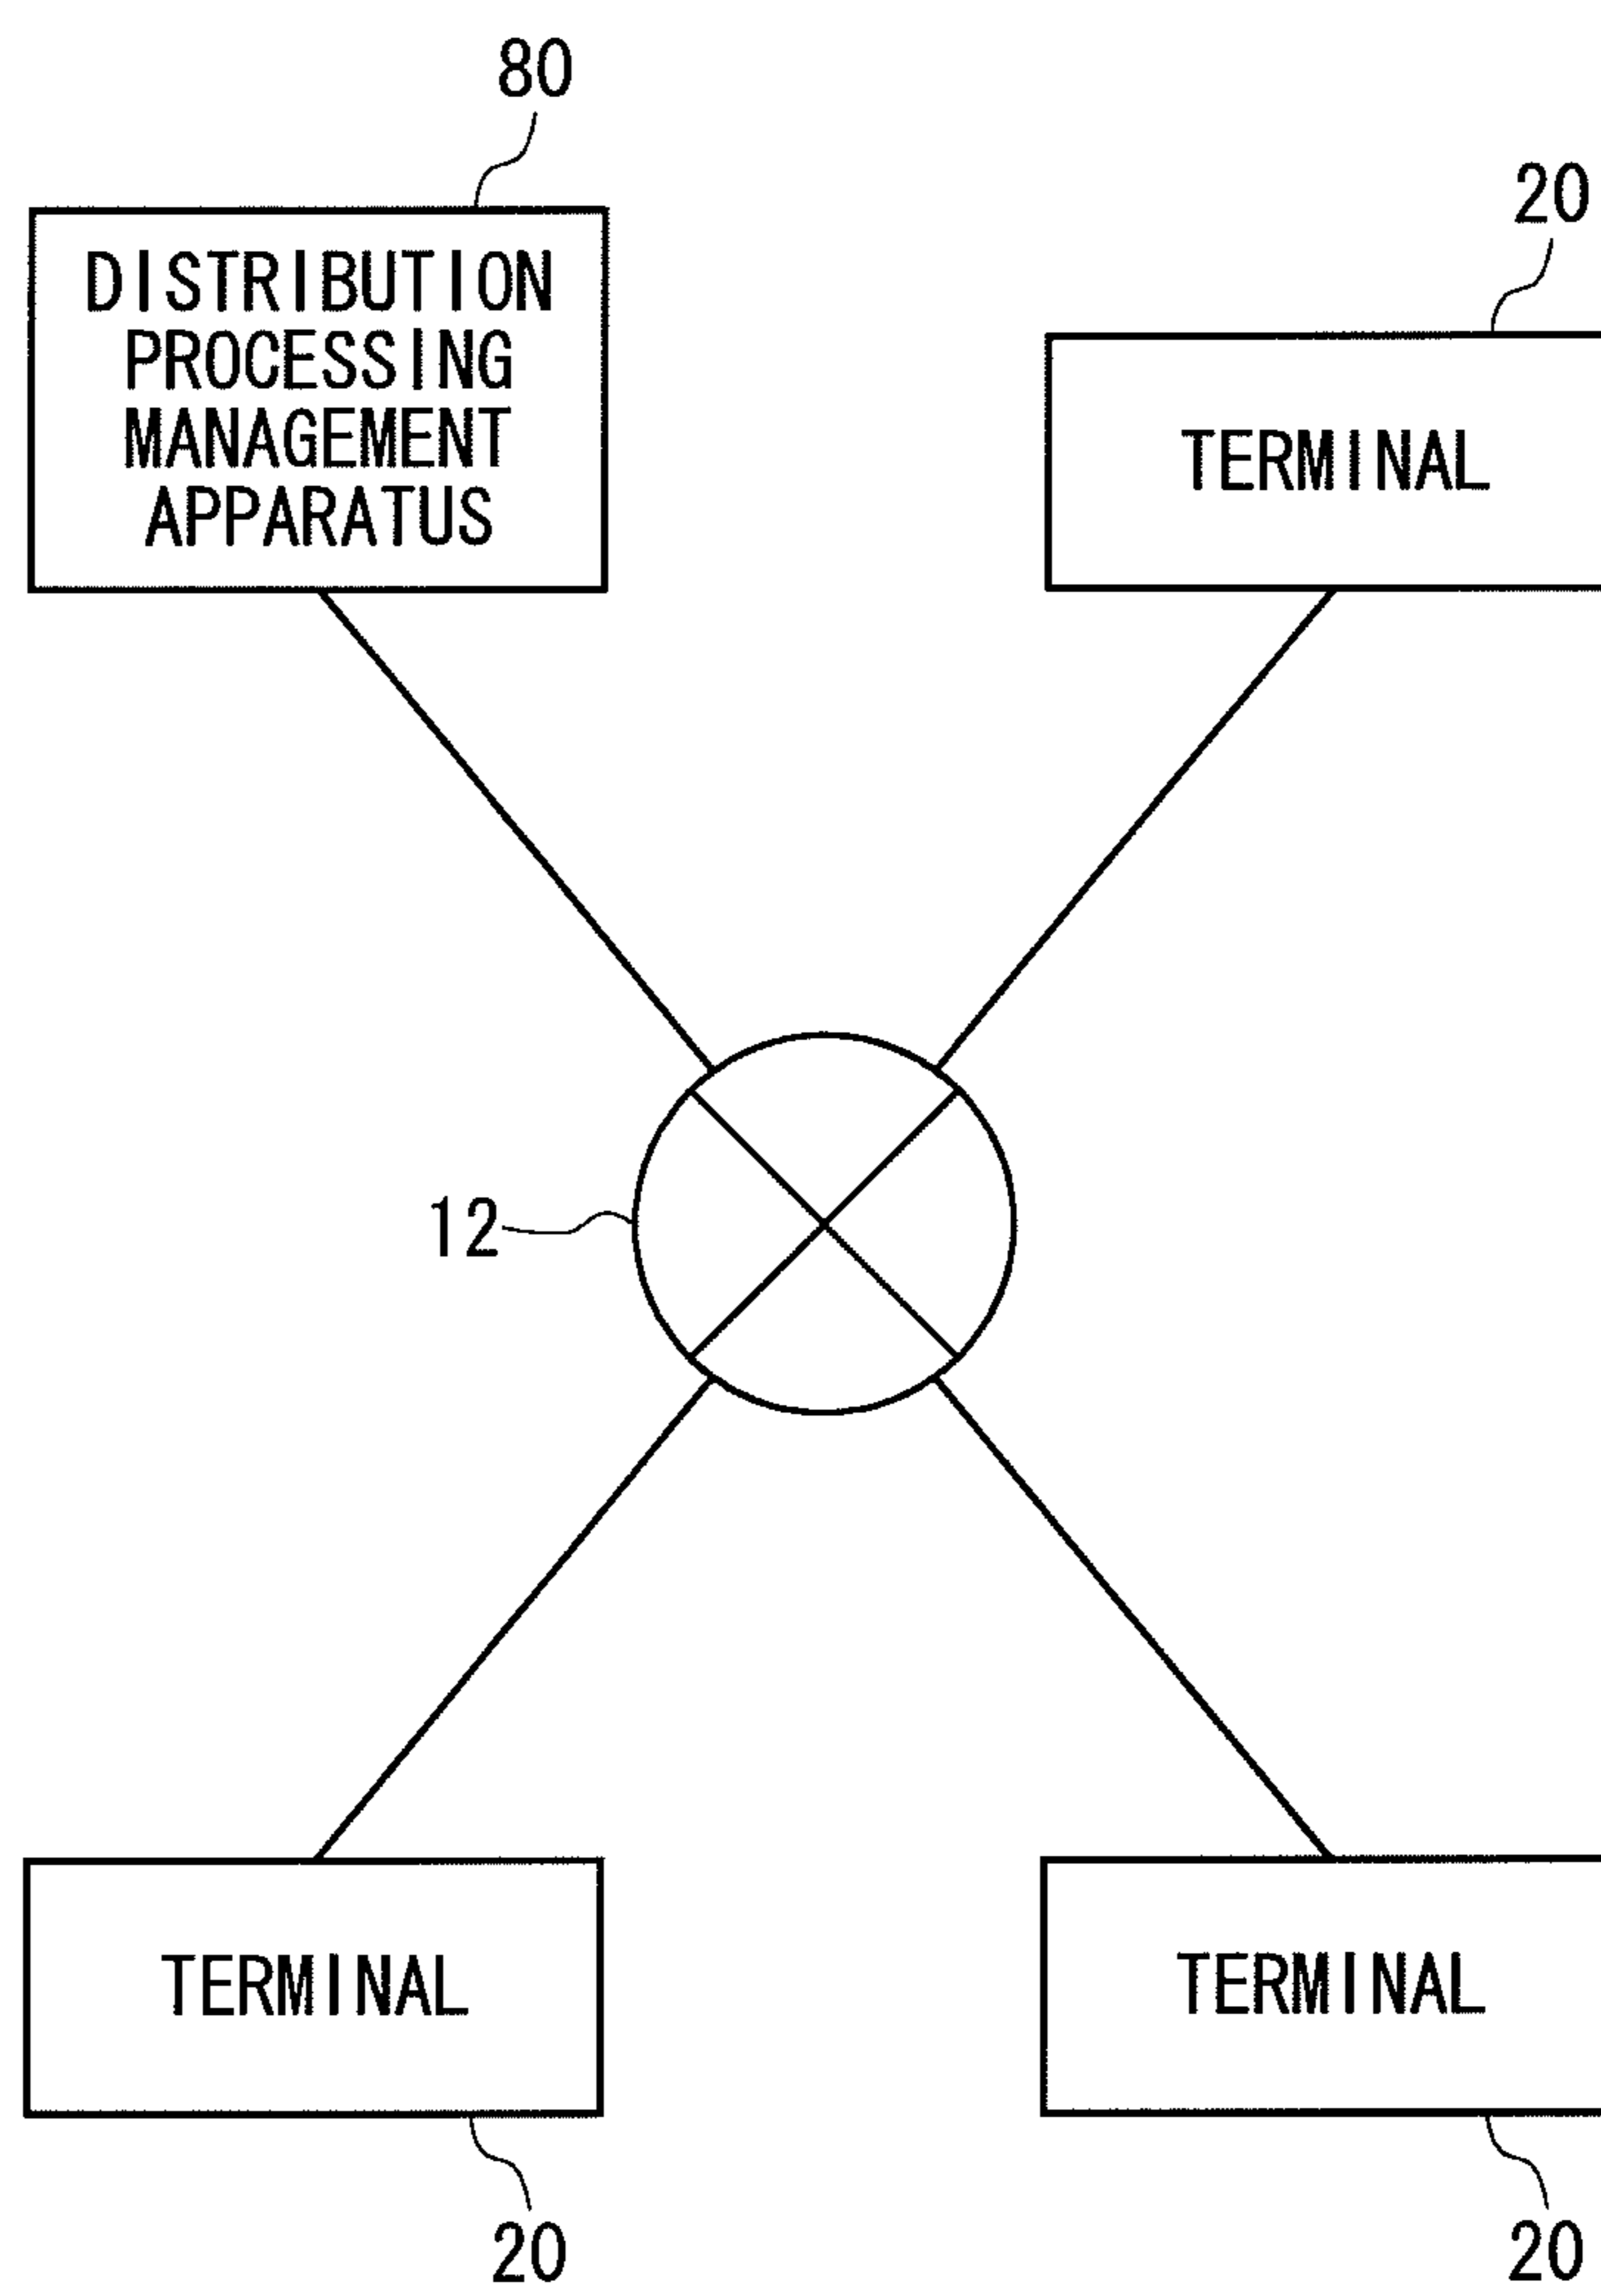 80
DISTRIBUTION
PROCESSING
MANAGEMENT
APPARATUS
20
TERMINAL
12
TERMINAL
20
TERMINAL
20